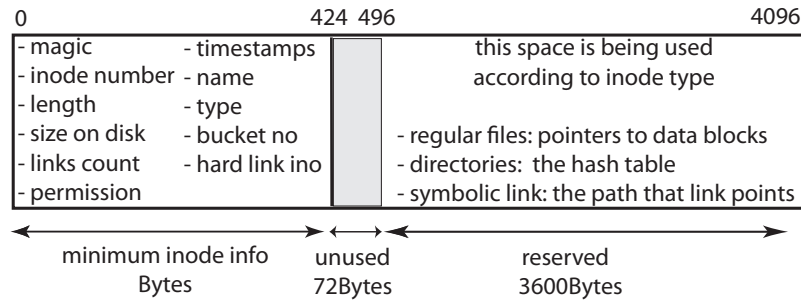 0 424 496 4096
- magic
- inode number
- length
- size on disk
- links count
- permission
- timestamps
- name
- type
- bucket no
- hard link ino
this space is being used
according to inode type
- regular files: pointers to data blocks
- directories: the hash table
- symbolic link: the path that link points
minimum inode info
Bytes
unused
72Bytes
reserved
3600Bytes